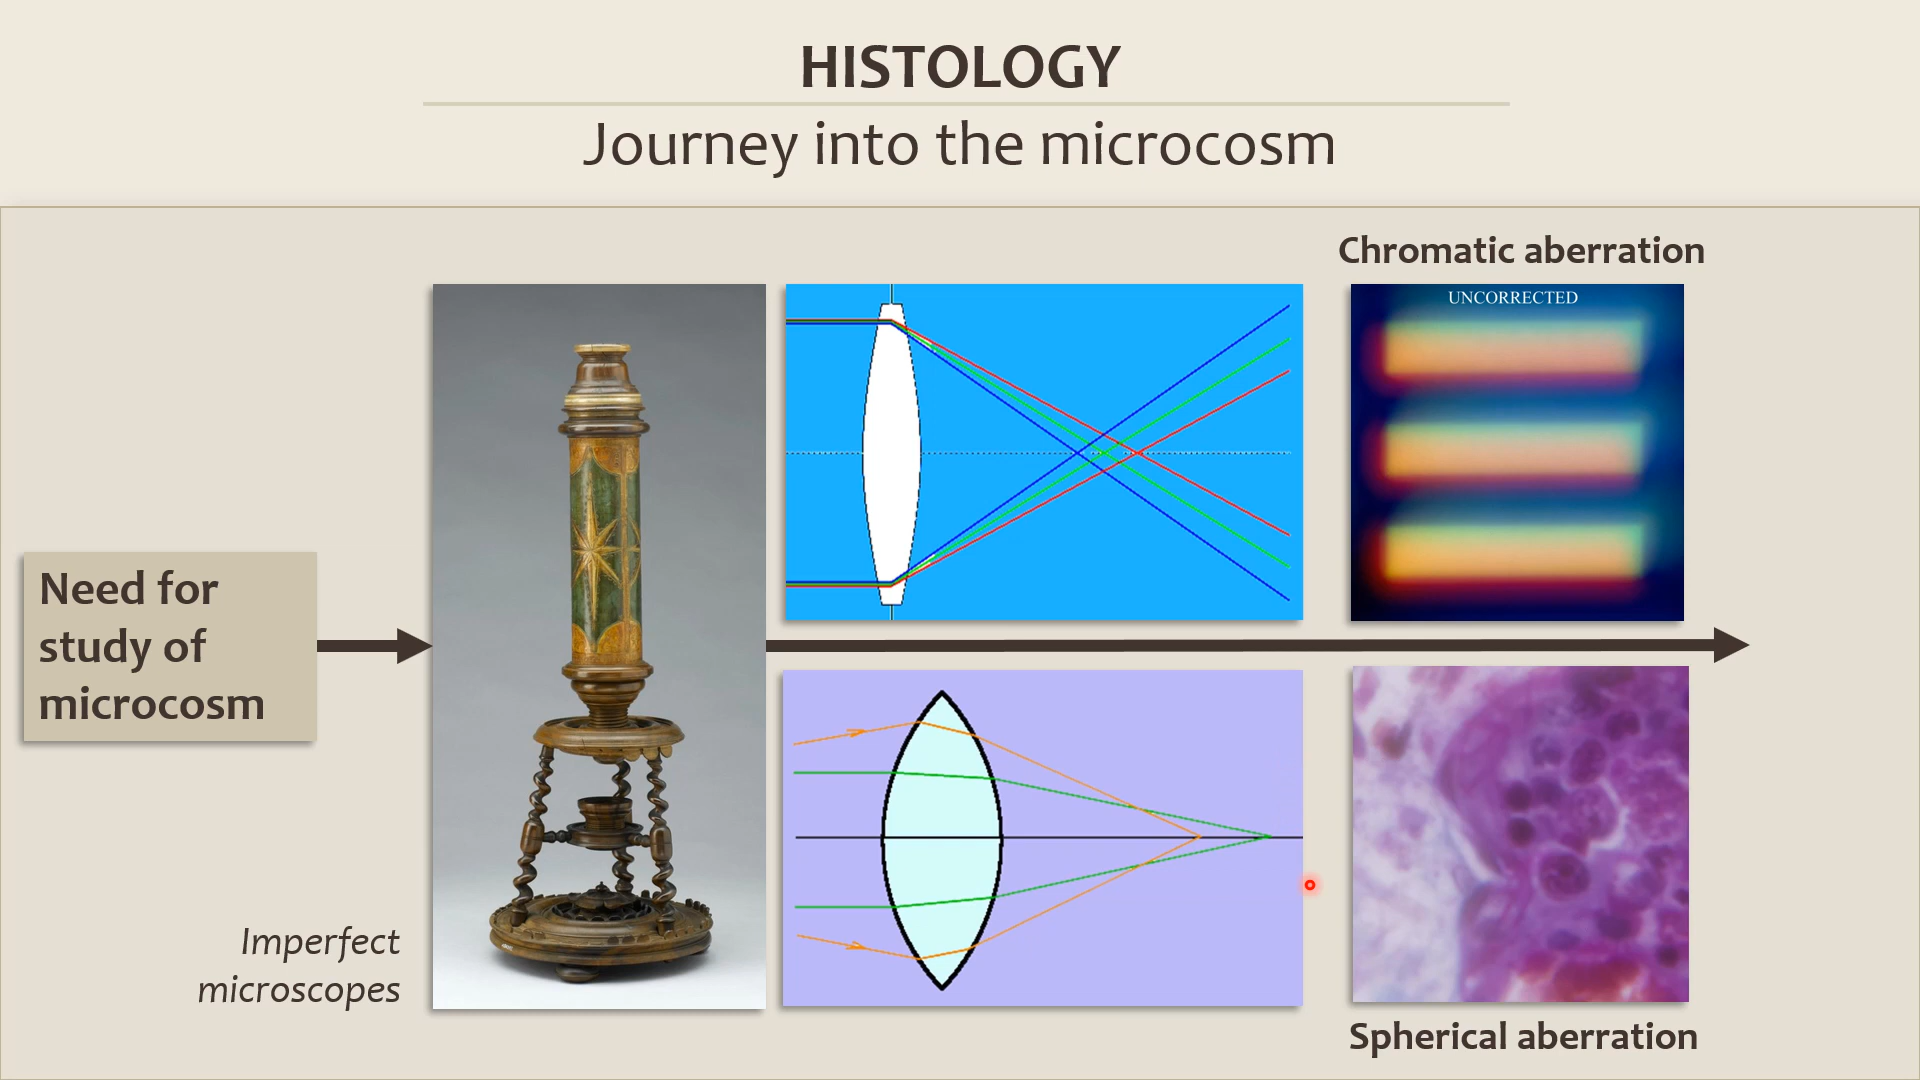 HISTOLOGY
Journey into the microcosm
Chromatic aberration
UNCORRECTED
Need for
study of
microcosm
Imperfect
microscopes
Spherical aberration